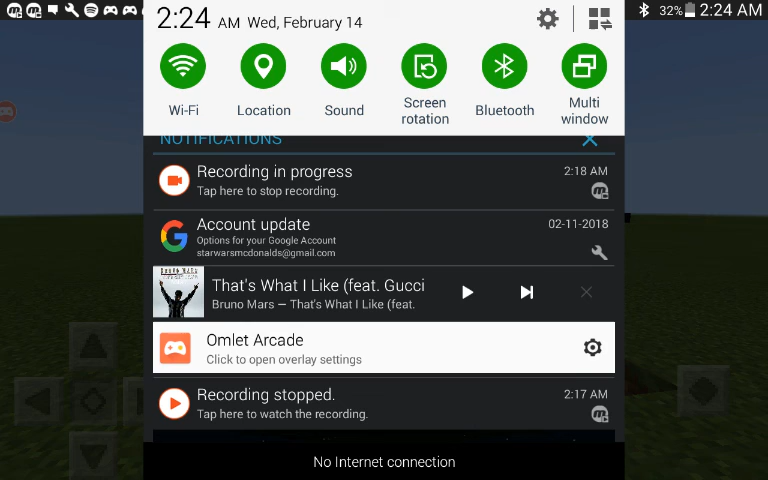 2:24 AM Wed, February 14
32% 2:24 AM
Wi-Fi
Location
Sound
Screen rotation
Bluetooth
Multi window
NOTIFICATIONS
Recording in progress 2:18 AM
Tap here to stop recording.
Account update 02-11-2018
Options for your Google Account
starwarsmcdonalds@gmail.com
That's What I Like (feat. Gucci
Bruno Mars — That's What I Like (feat.
Omlet Arcade
Click to open overlay settings
Recording stopped. 2:17 AM
Tap here to watch the recording.
No Internet connection